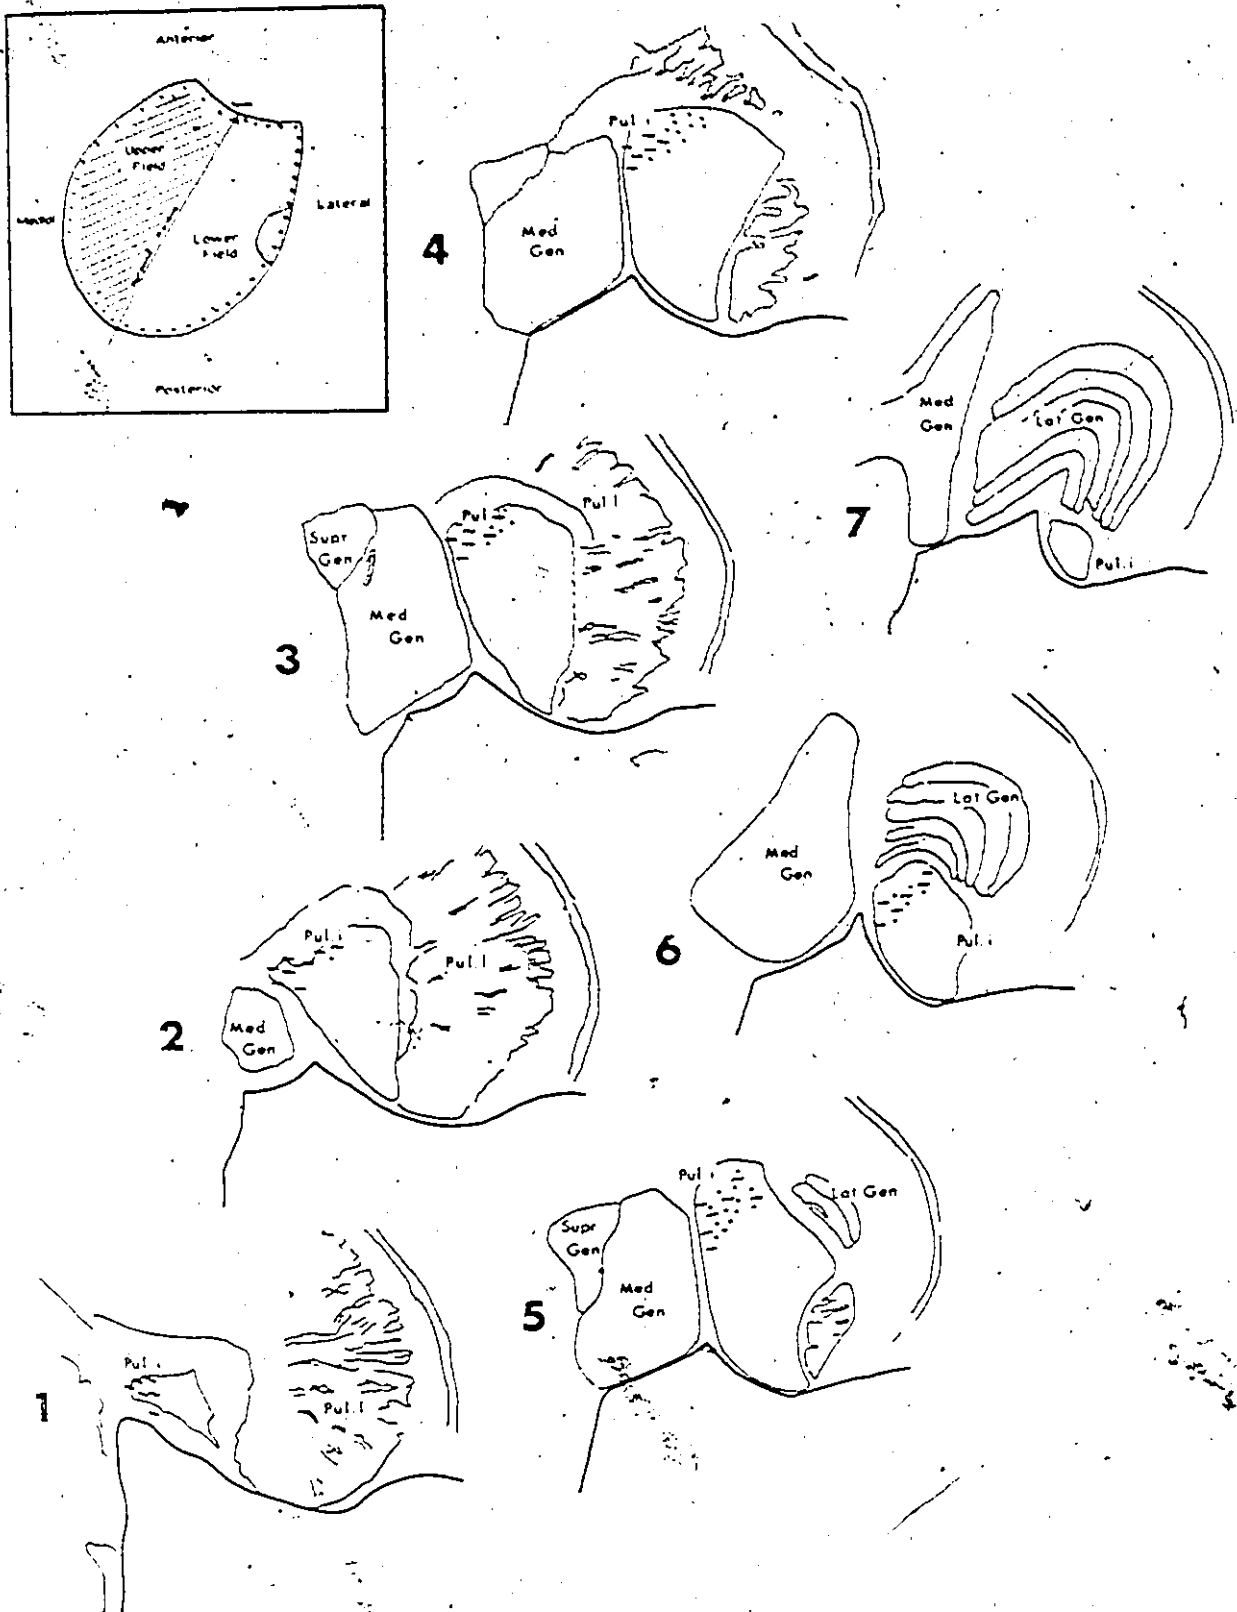 Anterior
Upper
Field
Medial
Lateral
Lower
Field
Posterior
4
Pul. i
Med
Gen
7
Med
Gen
Lat Gen
Pul. i
3
Supr
Gen
Pul
Pul l
Med
Gen
6
Med
Gen
Lat Gen
Pul. i
2
Pul. i
Pul. l
Med
Gen
5
Pul. i
Lat Gen
Supr
Gen
Med
Gen
1
Pul. i
Pul. l